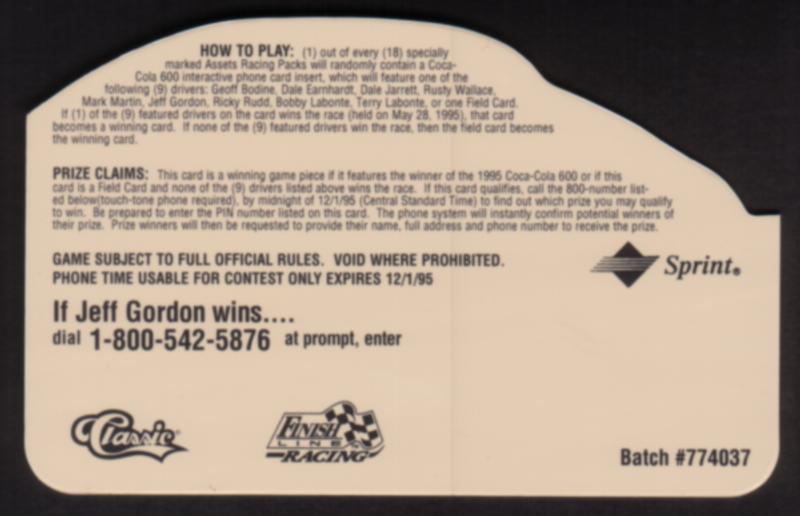 HOW TO PLAY: (1) out of every (18) specially
marked Assets Racing Packs will randomly contain a Coca-
Cola 600 interactive phone card insert, which will feature one of the
following (9) drivers: Geoff Bodine, Dale Earnhardt, Dale Jarrett, Rusty Wallace,
Mark Martin, Jeff Gordon, Ricky Rudd, Bobby Labonte, Terry Labonte, or one Field Card.
If (1) of the (9) featured drivers on the card wins the race (held on May 28, 1995), that card
becomes a winning card. If none of the (9) featured drivers win the race, then the field card becomes
the winning card.
PRIZE CLAIMS: This card is a winning game piece if it features the winner of the 1995 Coca-Cola 600 or if this
card is a Field Card and none of the (9) drivers listed above wins the race. If this card qualifies, call the 800-number list-
ed below(touch-tone phone required), by midnight of 12/1/95 (Central Standard Time) to find out which prize you may qualify
to win. Be prepared to enter the PIN number listed on this card. The phone system will instantly confirm potential winners of
their prize. Prize winners will then be requested to provide their name, full address and phone number to receive the prize.
GAME SUBJECT TO FULL OFFICIAL RULES. VOID WHERE PROHIBITED.
PHONE TIME USABLE FOR CONTEST ONLY EXPIRES 12/1/95
Sprint®
If Jeff Gordon wins....
dial 1-800-542-5876 at prompt, enter
Classic®
FINISH
LINE
RACING
Batch #774037